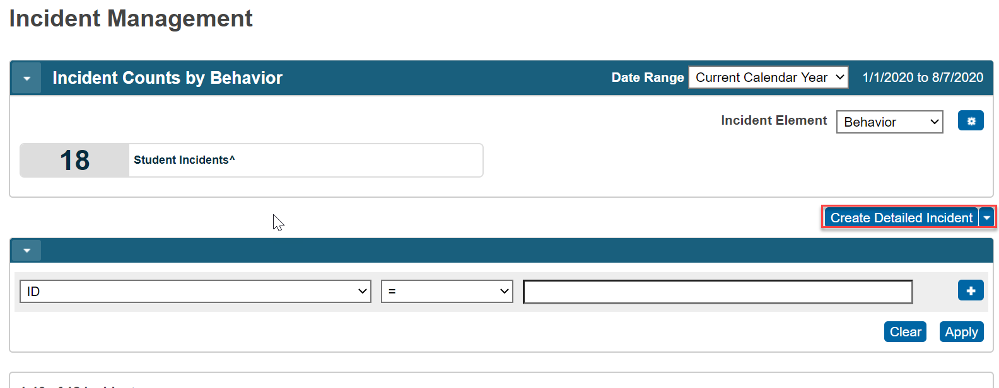 Incident Management
Incident Counts by Behavior Date Range Current Calendar Year 1/1/2020 to 8/7/2020
Incident Element Behavior
18 Student Incidents^
Create Detailed Incident
ID =
Clear Apply